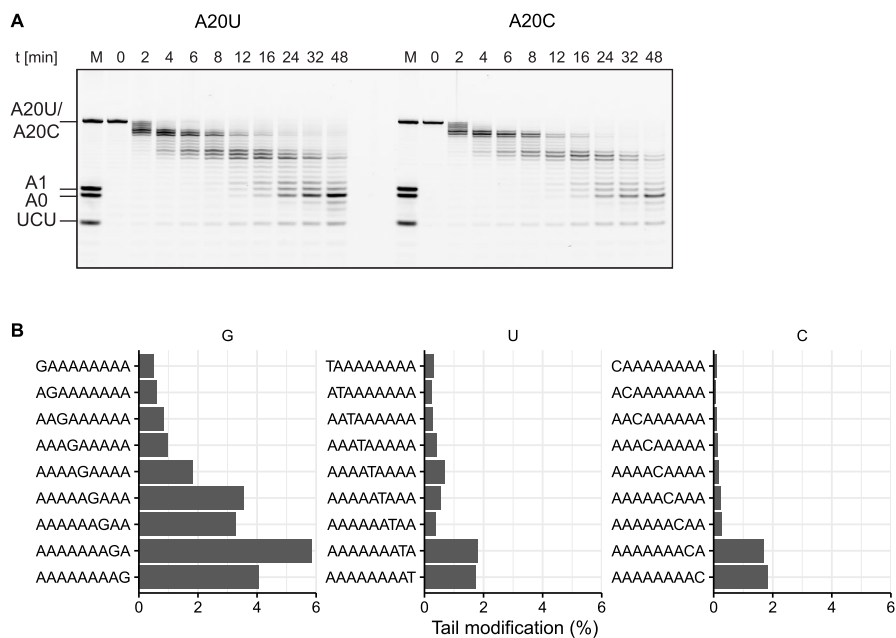 A
A20U A20C
t [min] M 0 2 4 6 8 12 16 24 32 48 M 0 2 4 6 8 12 16 24 32 48
A20U/
A20C
A1
A0
UCU
B
G U C
GAAAAAAAA TAAAAAAAA CAAAAAAAA
AGAAAAAAA ATAAAAAAA ACAAAAAAA
AAGAAAAAA AATAAAAAA AACAAAAAA
AAAGAAAAA AAATAAAAA AAACAAAAA
AAAAGAAAA AAAATAAAA AAAACAAAA
AAAAAGAAA AAAAATAAA AAAAACAAA
AAAAAAGAA AAAAAATAA AAAAAACAA
AAAAAAAGA AAAAAAATA AAAAAAACA
AAAAAAAAG AAAAAAAAT AAAAAAAAC
0 2 4 6 0 2 4 6 0 2 4 6
Tail modification (%)